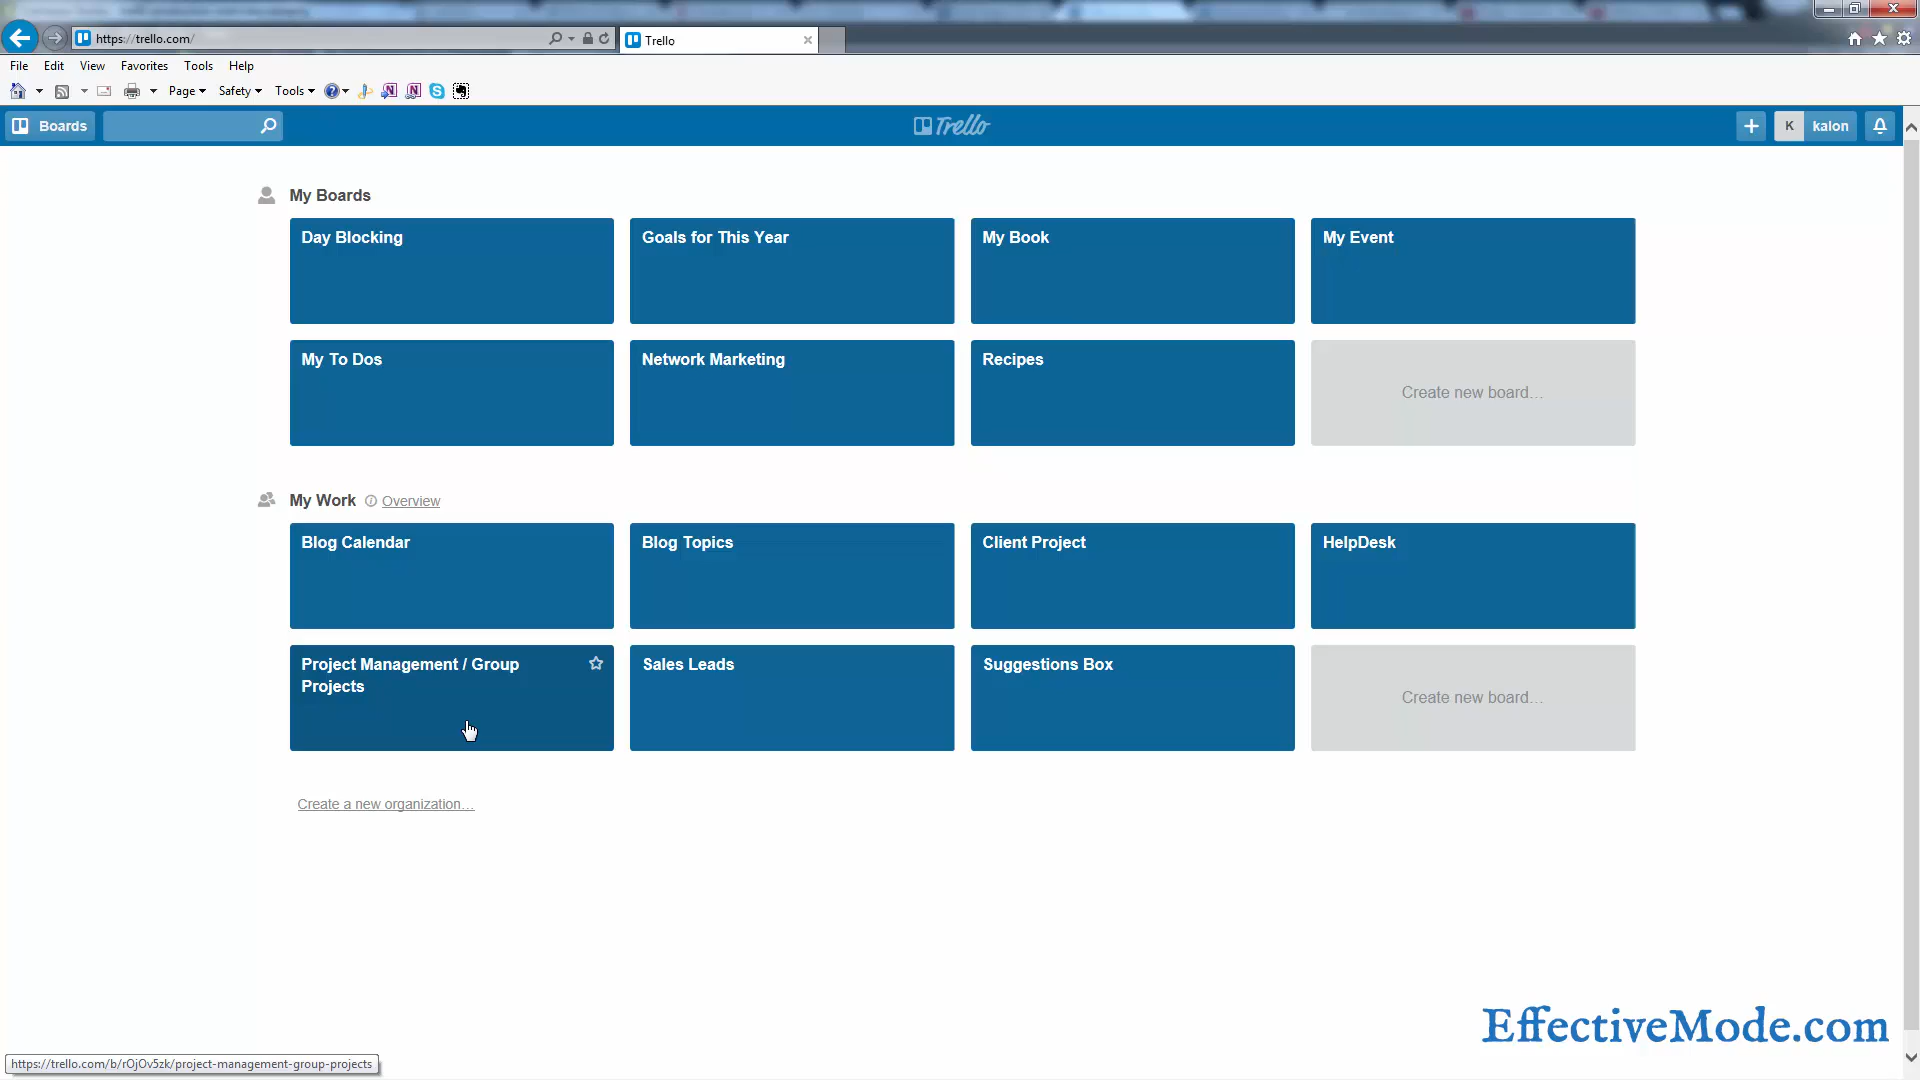 https://trello.com/
Trello
File Edit View Favorites Tools Help
Page Safety Tools
Boards
Trello
K kalon
My Boards
Day Blocking
Goals for This Year
My Book
My Event
My To Dos
Network Marketing
Recipes
Create new board…
My Work Overview
Blog Calendar
Blog Topics
Client Project
HelpDesk
Project Management / Group
Projects
Sales Leads
Suggestions Box
Create new board…
Create a new organization…
EffectiveMode.com
https://trello.com/b/rOjOv5zk/project-management-group-projects